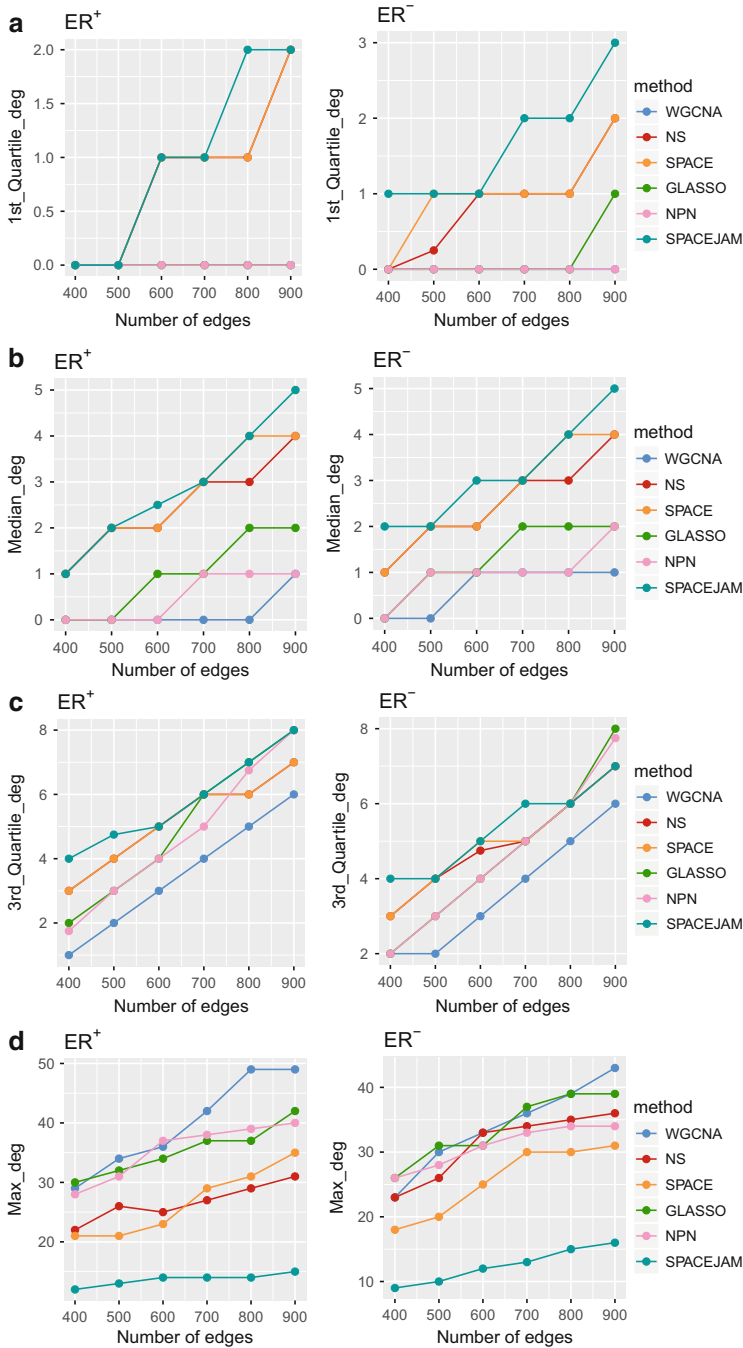 a
ER⁺
ER⁻
1st_Quartile_deg
2.0
1.5
1.0
0.5
0.0
400 500 600 700 800 900
Number of edges
1st_Quartile_deg
3
2
1
0
400 500 600 700 800 900
Number of edges
method
WGCNA
NS
SPACE
GLASSO
NPN
SPACEJAM
b
ER⁺
ER⁻
Median_deg
5
4
3
2
1
0
400 500 600 700 800 900
Number of edges
Median_deg
5
4
3
2
1
0
400 500 600 700 800 900
Number of edges
method
WGCNA
NS
SPACE
GLASSO
NPN
SPACEJAM
c
ER⁺
ER⁻
3rd_Quartile_deg
8
6
4
2
400 500 600 700 800 900
Number of edges
3rd_Quartile_deg
8
6
4
2
400 500 600 700 800 900
Number of edges
method
WGCNA
NS
SPACE
GLASSO
NPN
SPACEJAM
d
ER⁺
ER⁻
Max_deg
50
40
30
20
400 500 600 700 800 900
Number of edges
Max_deg
40
30
20
10
400 500 600 700 800 900
Number of edges
method
WGCNA
NS
SPACE
GLASSO
NPN
SPACEJAM